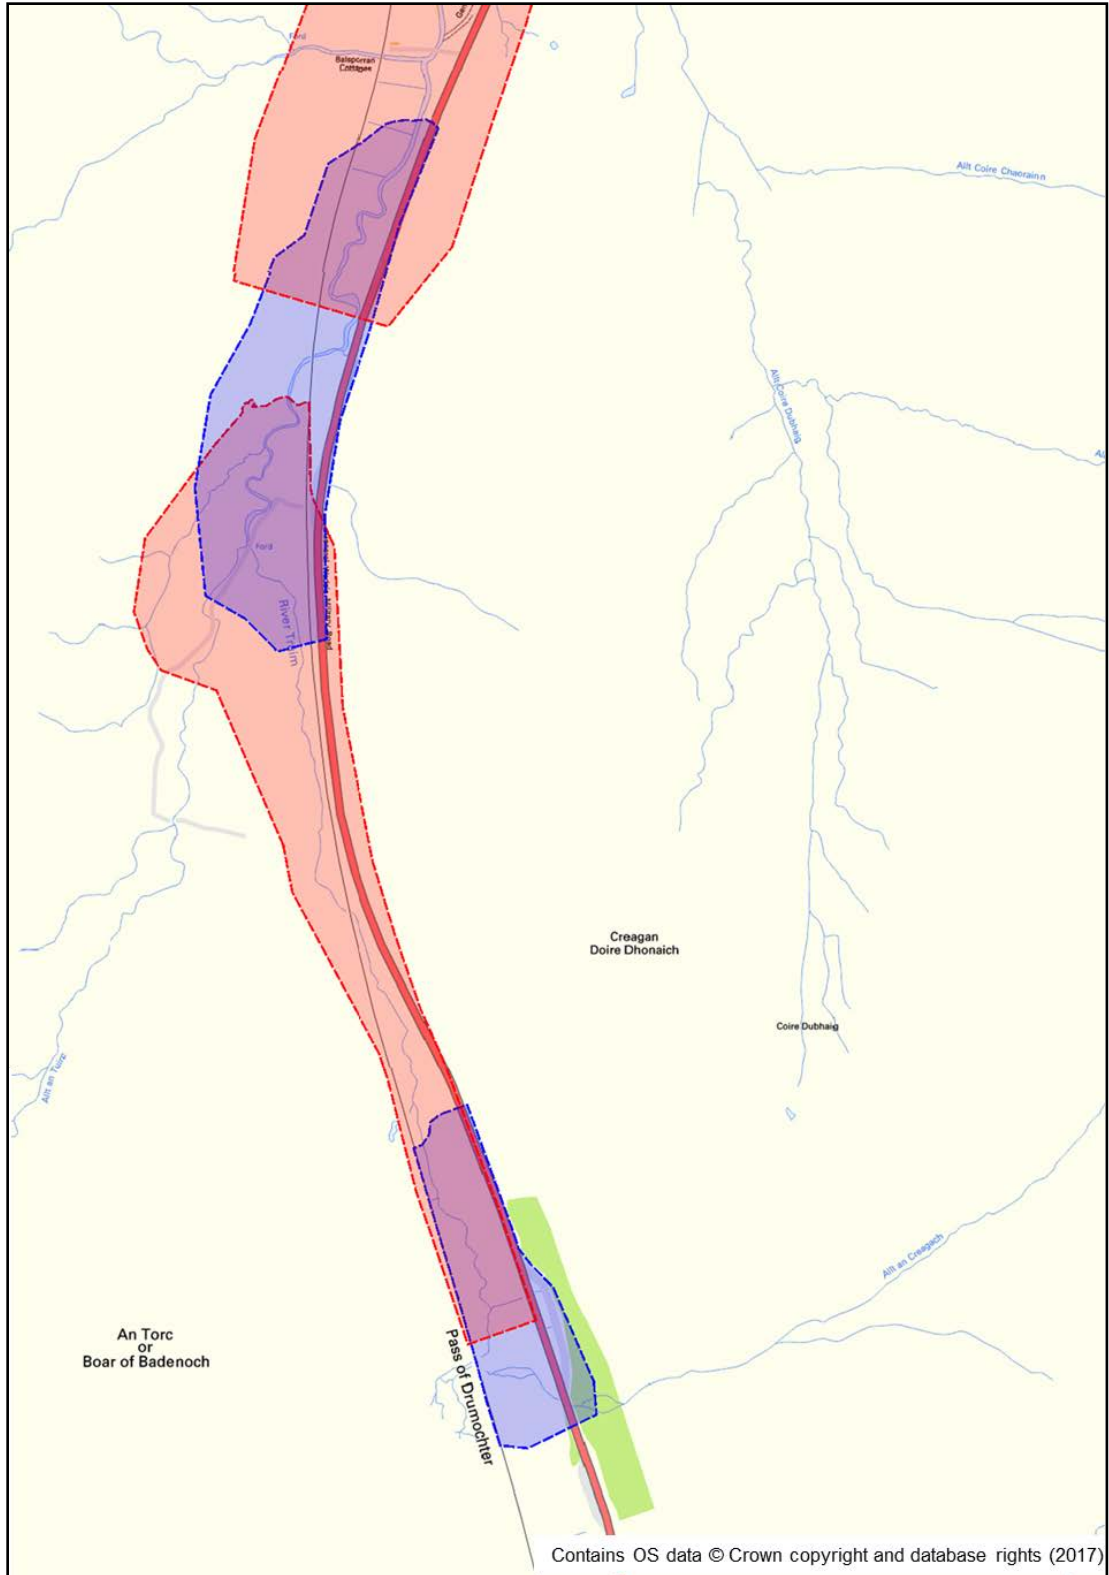 Ford
Balsporran
Cottages
Allt Coire Chaorainn
Allt Coire Dubhaig
Ford
River Truim
Creagan
Doire Dhonaich
Coire Dubhaig
Allt an Tuirc
Allt an Creagach
An Torc
or
Boar of Badenoch
Pass of Drumochter
Contains OS data © Crown copyright and database rights (2017)